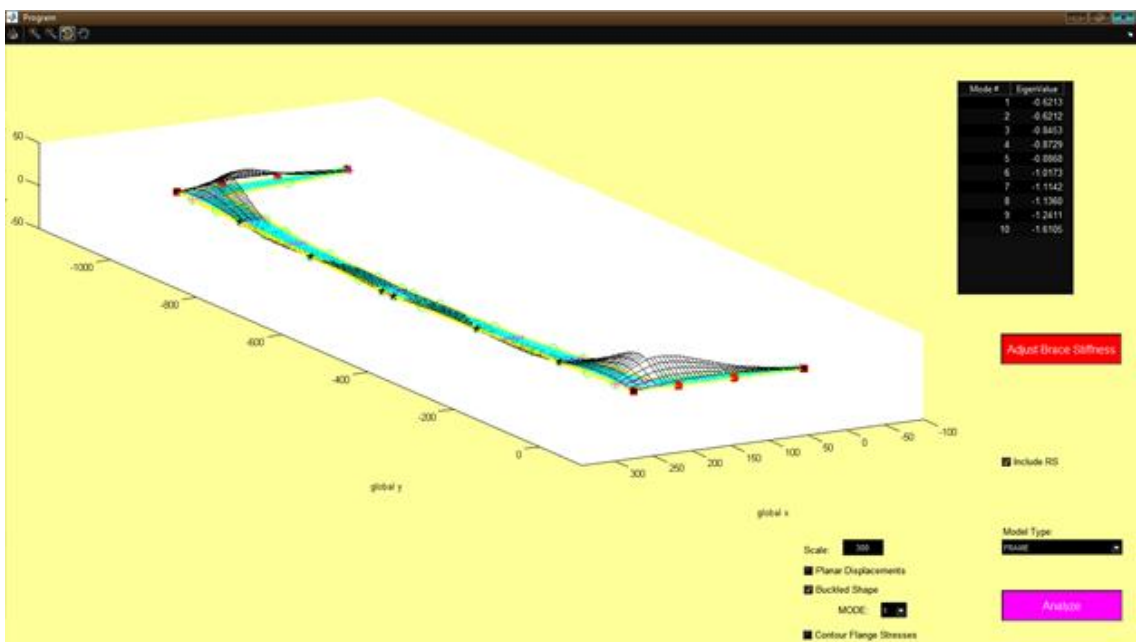 Program
Mode # EigenValue
1 -0.6213
2 -0.6212
3 -0.8453
4 -0.8729
5 -0.8868
6 -1.0173
7 -1.1142
8 -1.1360
9 -1.2411
10 -1.6105
50
0
-50
-1000
-800
-600
-400
-200
0
300 250 200 150 100 50 0 -50 -100
global y
global x
Adjust Brace Stiffness
Include RS
Model Type:
FRAME
Scale: 300
Planar Displacements
Buckled Shape
MODE:
Analyze
Contour Flange Stresses